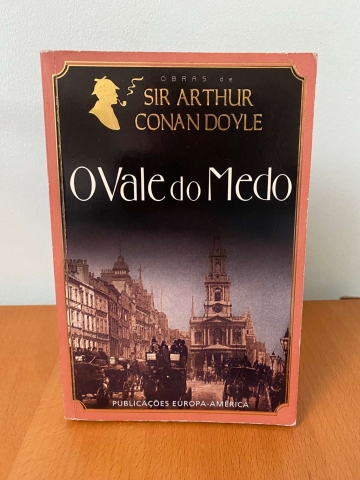 OBRAS de
SIR ARTHUR
CONAN DOYLE
O Vale do Medo
PUBLICAÇÕES EUROPA-AMÉRICA